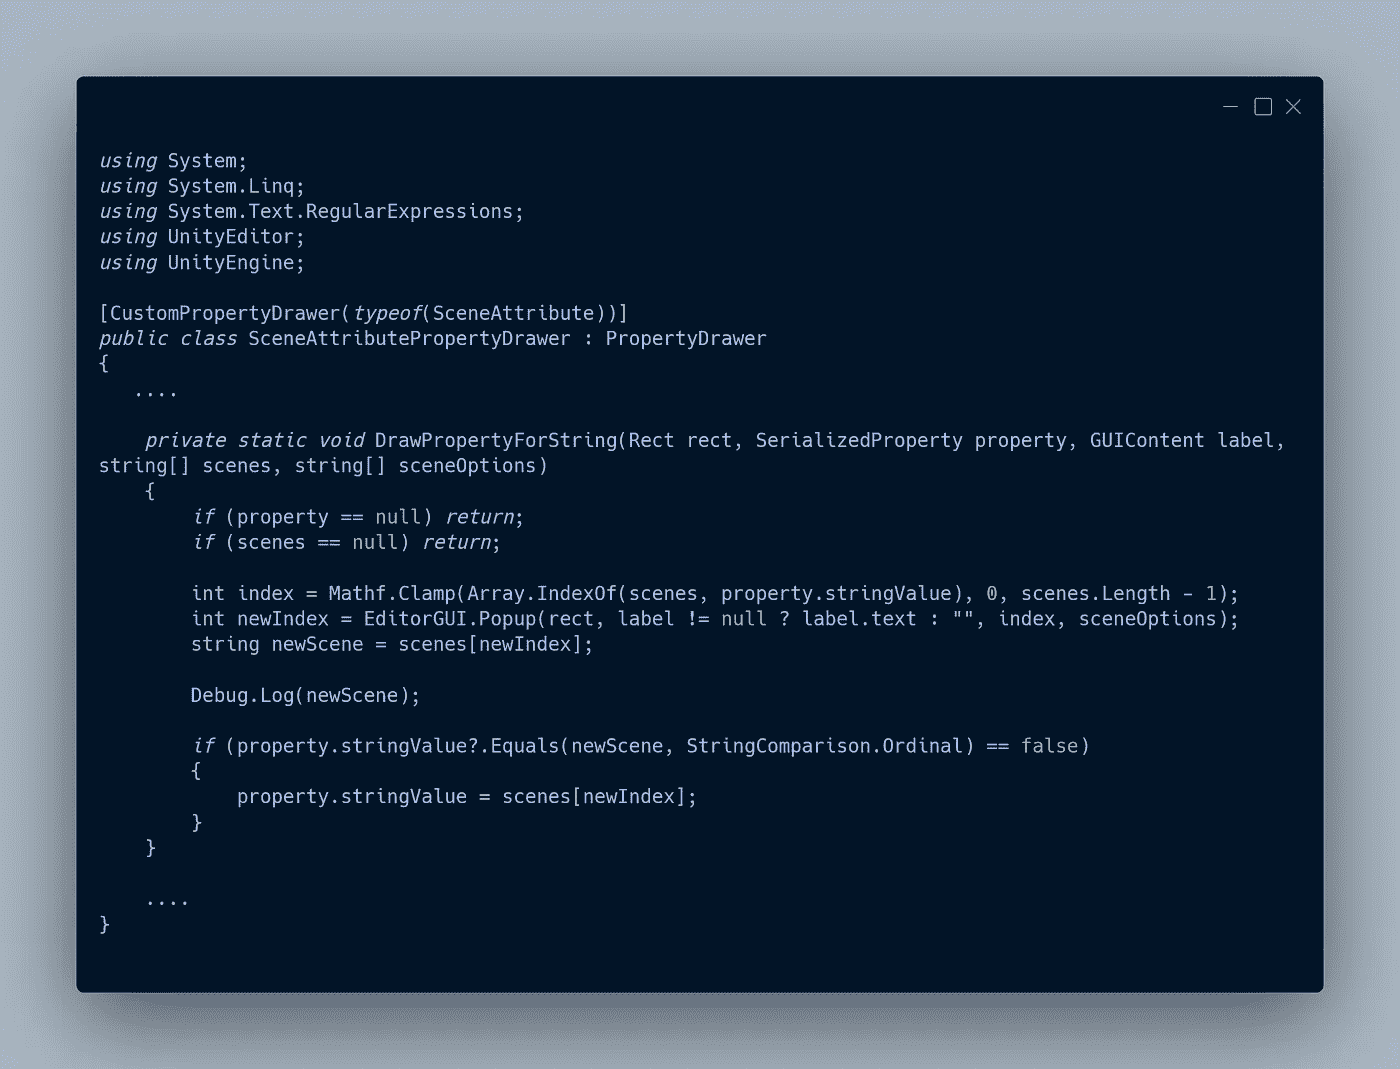 using System;
using System.Linq;
using System.Text.RegularExpressions;
using UnityEditor;
using UnityEngine;

[CustomPropertyDrawer(typeof(SceneAttribute))]
public class SceneAttributePropertyDrawer : PropertyDrawer
{
   ....

    private static void DrawPropertyForString(Rect rect, SerializedProperty property, GUIContent label,
string[] scenes, string[] sceneOptions)
    {
        if (property == null) return;
        if (scenes == null) return;

        int index = Mathf.Clamp(Array.IndexOf(scenes, property.stringValue), 0, scenes.Length - 1);
        int newIndex = EditorGUI.Popup(rect, label != null ? label.text : "", index, sceneOptions);
        string newScene = scenes[newIndex];

        Debug.Log(newScene);

        if (property.stringValue?.Equals(newScene, StringComparison.Ordinal) == false)
        {
            property.stringValue = scenes[newIndex];
        }
    }

    ....
}